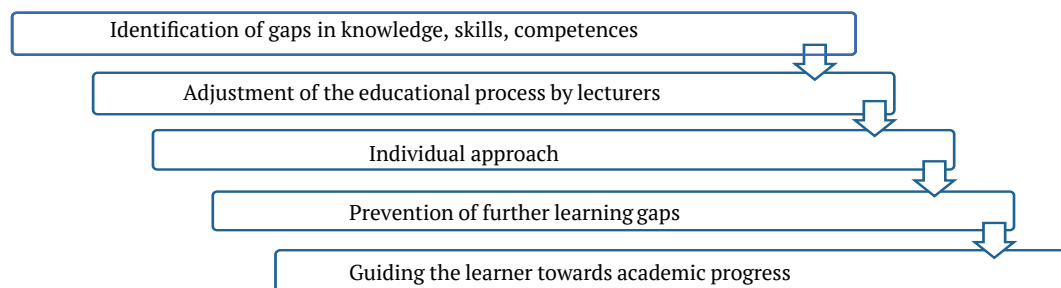 Identification of gaps in knowledge, skills, competences
Adjustment of the educational process by lecturers
Individual approach
Prevention of further learning gaps
Guiding the learner towards academic progress